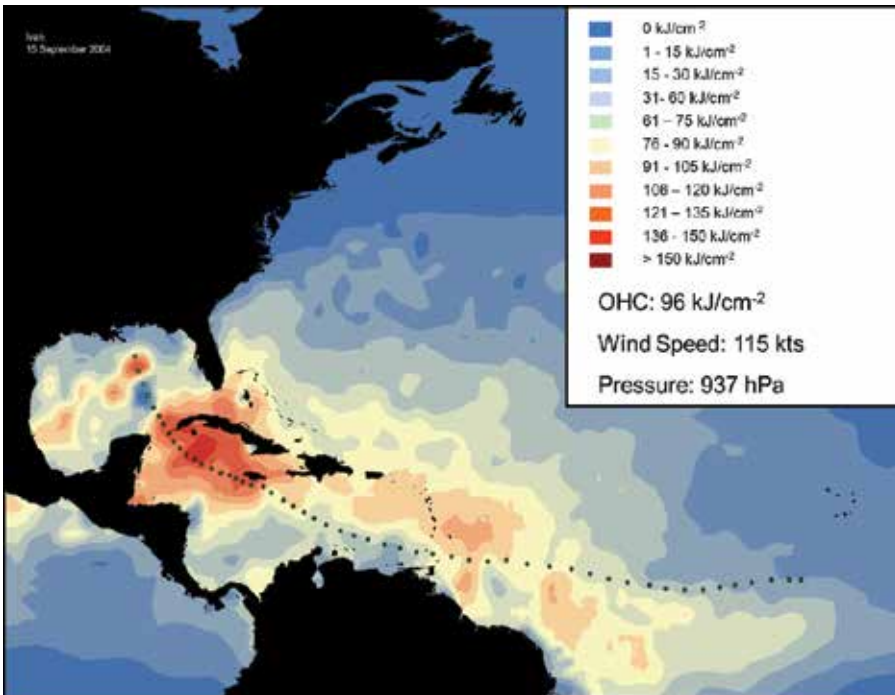 Ivan
15 September 2004
0 kJ/cm⁻²
1 - 15 kJ/cm⁻²
15 - 30 kJ/cm⁻²
31- 60 kJ/cm⁻²
61 – 75 kJ/cm⁻²
76 - 90 kJ/cm⁻²
91 - 105 kJ/cm⁻²
106 – 120 kJ/cm⁻²
121 – 135 kJ/cm⁻²
136 - 150 kJ/cm⁻²
> 150 kJ/cm⁻²
OHC: 96 kJ/cm⁻²
Wind Speed: 115 kts
Pressure: 937 hPa